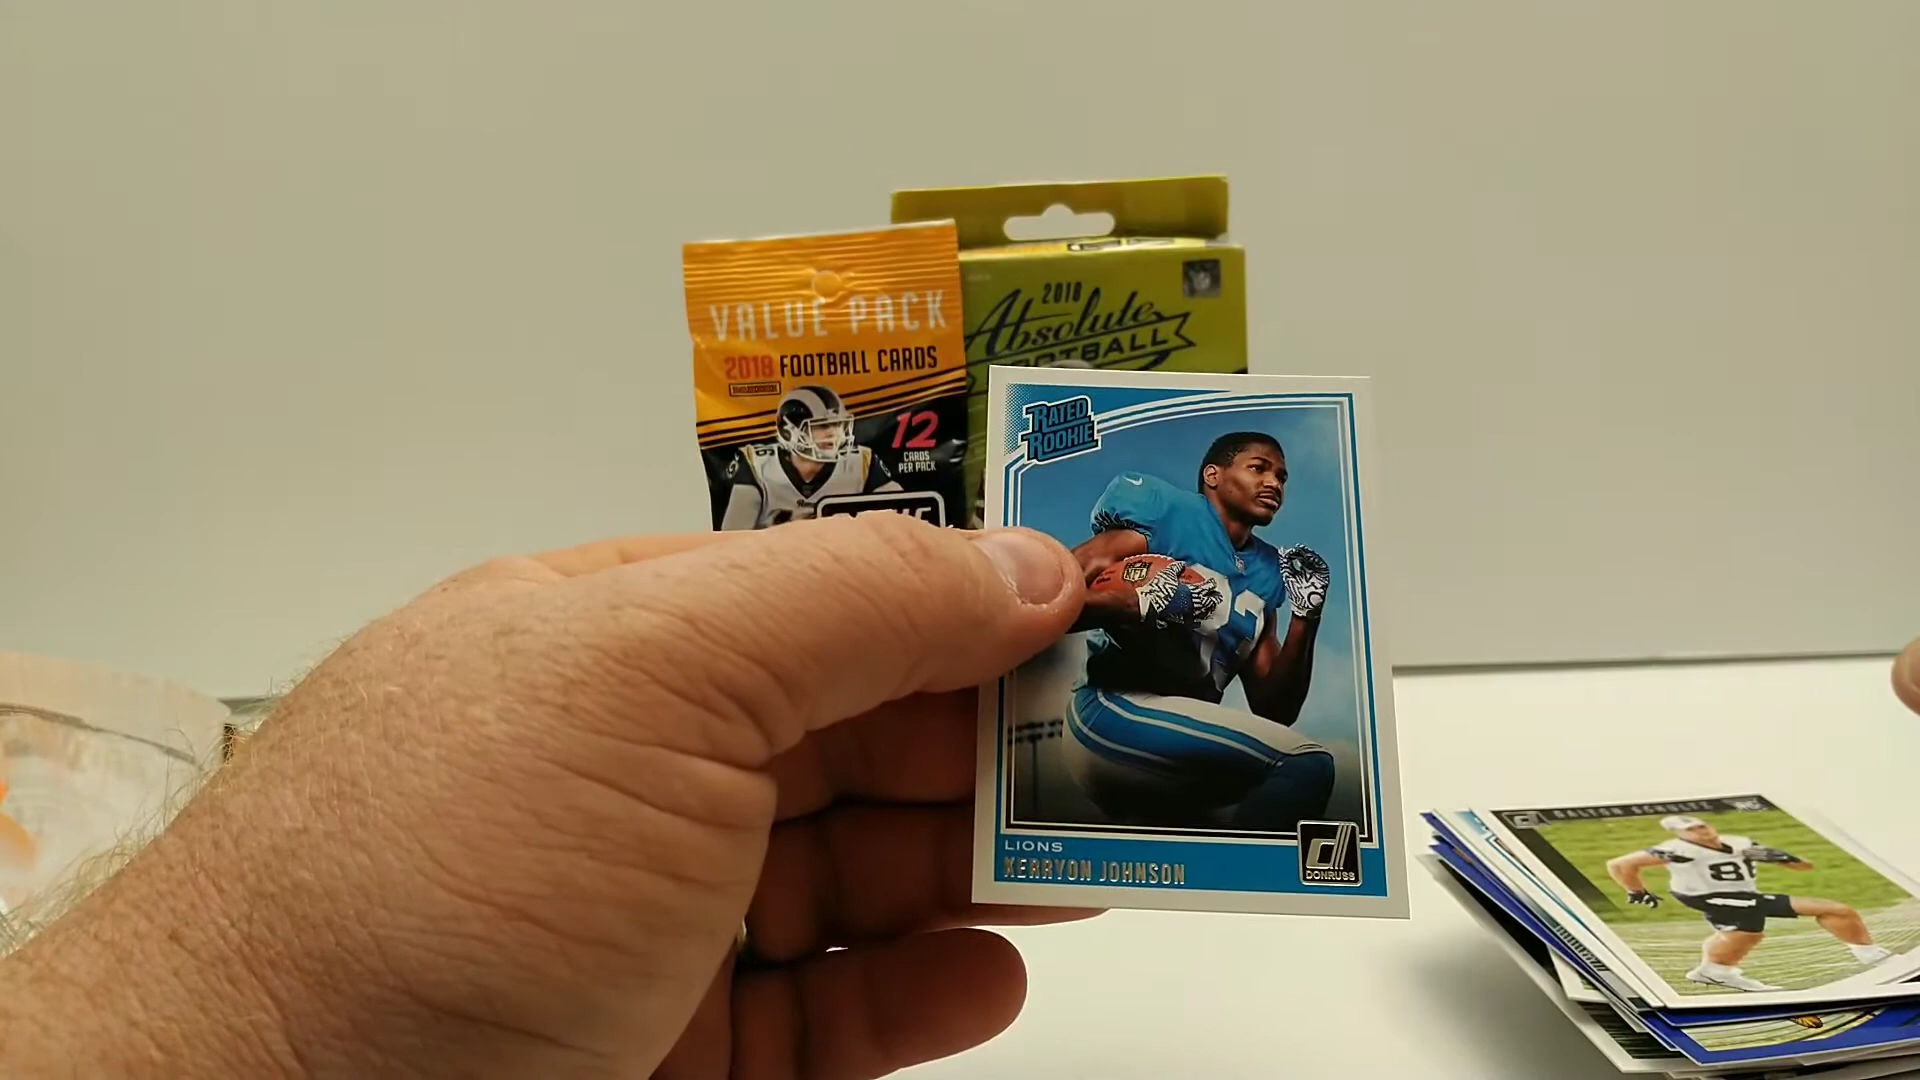 VALUE PACK
2018 FOOTBALL CARDS
12
CARDS
PER PACK
2018
Absolute
FOOTBALL
RATED
ROOKIE
NFL
LIONS
KERRYON JOHNSON
DONRUSS
DALTON SCHULTZ